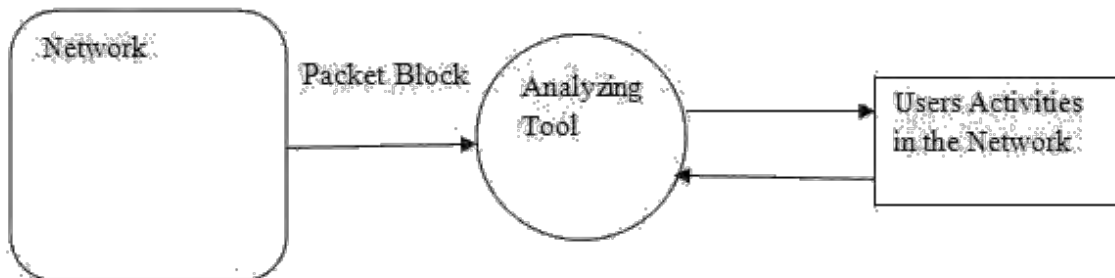 Network
Packet Block
Analyzing
Tool
Users Activities
in the Network